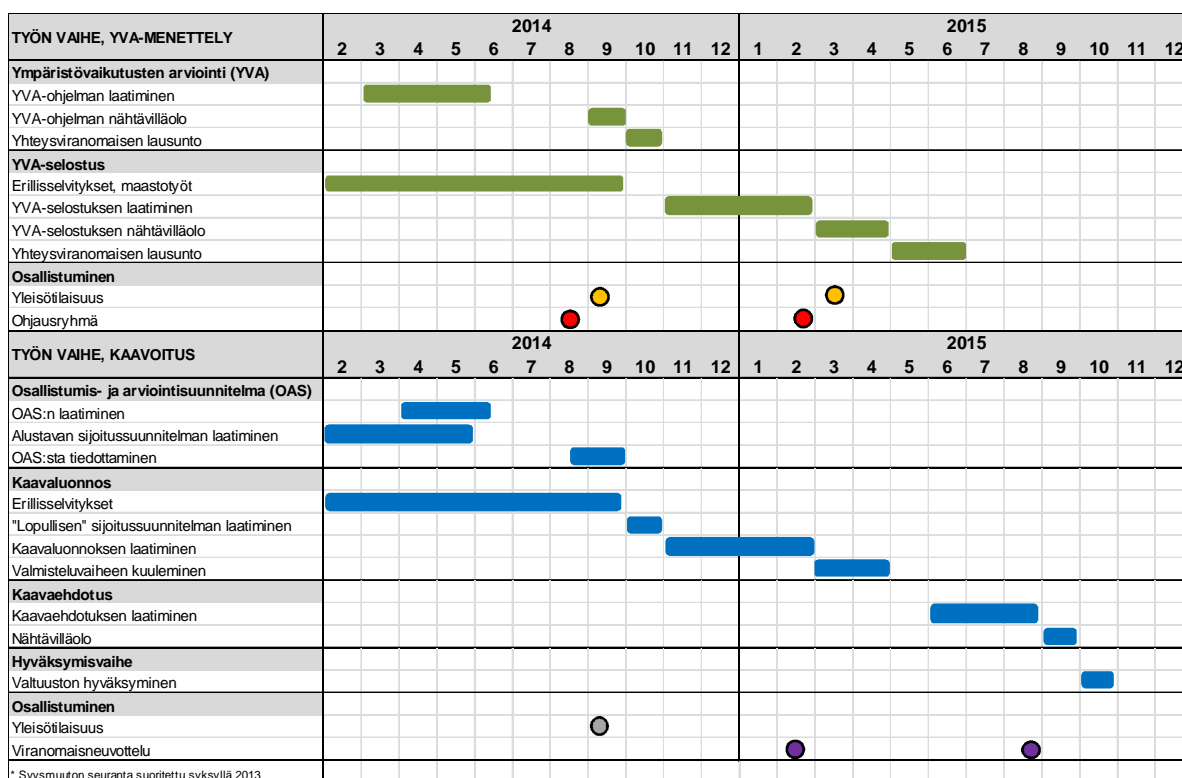 2014 2015
TYÖN VAIHE, YVA-MENETTELY 2 3 4 5 6 7 8 9 10 11 12 1 2 3 4 5 6 7 8 9 10 11 12
Ympäristövaikutusten arviointi (YVA)
YVA-ohjelman laatiminen
YVA-ohjelman nähtävilläolo
Yhteysviranomaisen lausunto
YVA-selostus
Erillisselvitykset, maastotyöt
YVA-selostuksen laatiminen
YVA-selostuksen nähtävilläolo
Yhteysviranomaisen lausunto
Osallistuminen
Yleisötilaisuus
Ohjausryhmä
2014 2015
TYÖN VAIHE, KAAVOITUS 2 3 4 5 6 7 8 9 10 11 12 1 2 3 4 5 6 7 8 9 10 11 12
Osallistumis- ja arviointisuunnitelma (OAS)
OAS:n laatiminen
Alustavan sijoitussuunnitelman laatiminen
OAS:sta tiedottaminen
Kaavaluonnos
Erillisselvitykset
"Lopullisen" sijoitussuunnitelman laatiminen
Kaavaluonnoksen laatiminen
Valmisteluvaiheen kuuleminen
Kaavaehdotus
Kaavaehdotuksen laatiminen
Nähtävilläolo
Hyväksymisvaihe
Valtuuston hyväksyminen
Osallistuminen
Yleisötilaisuus
Viranomaisneuvottelu
* Syysmuuton seuranta suoritettu syksyllä 2013